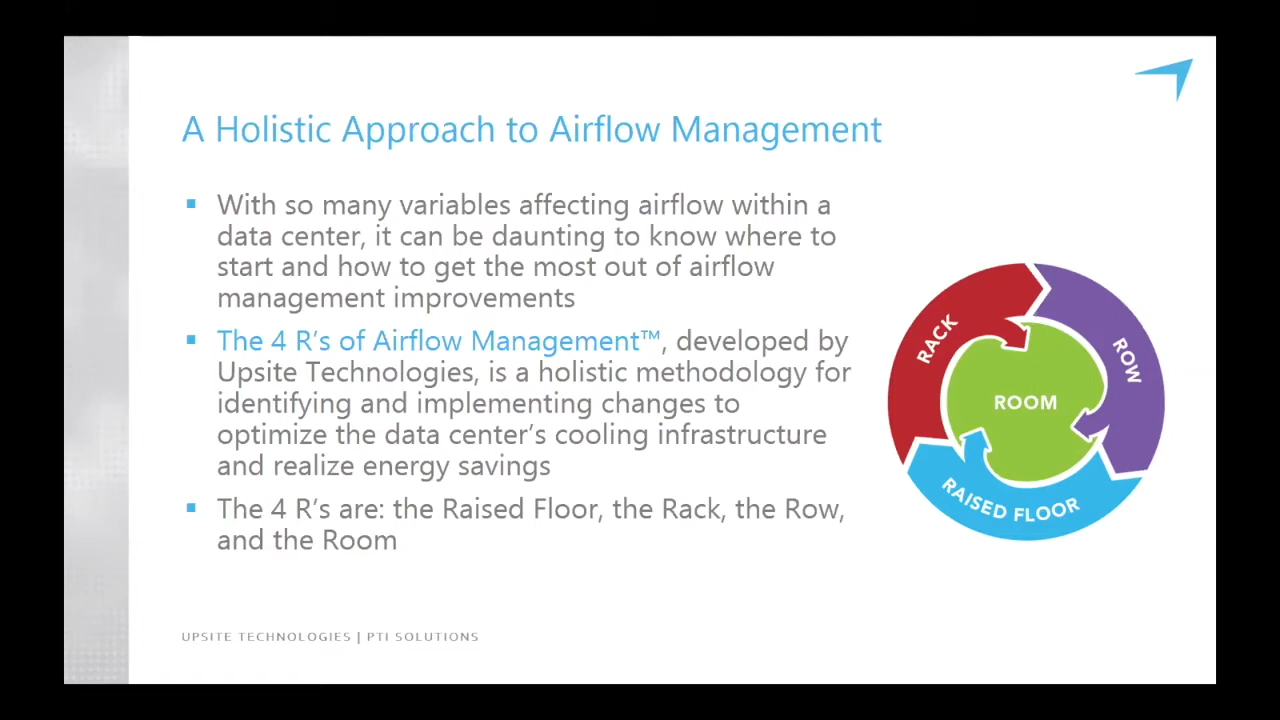 A Holistic Approach to Airflow Management
▪ With so many variables affecting airflow within a
data center, it can be daunting to know where to
start and how to get the most out of airflow
management improvements
▪ The 4 R’s of Airflow Management™, developed by
Upsite Technologies, is a holistic methodology for
identifying and implementing changes to
optimize the data center’s cooling infrastructure
and realize energy savings
▪ The 4 R’s are: the Raised Floor, the Rack, the Row,
and the Room
RACK
ROW
ROOM
RAISED FLOOR
UPSITE TECHNOLOGIES | PTI SOLUTIONS